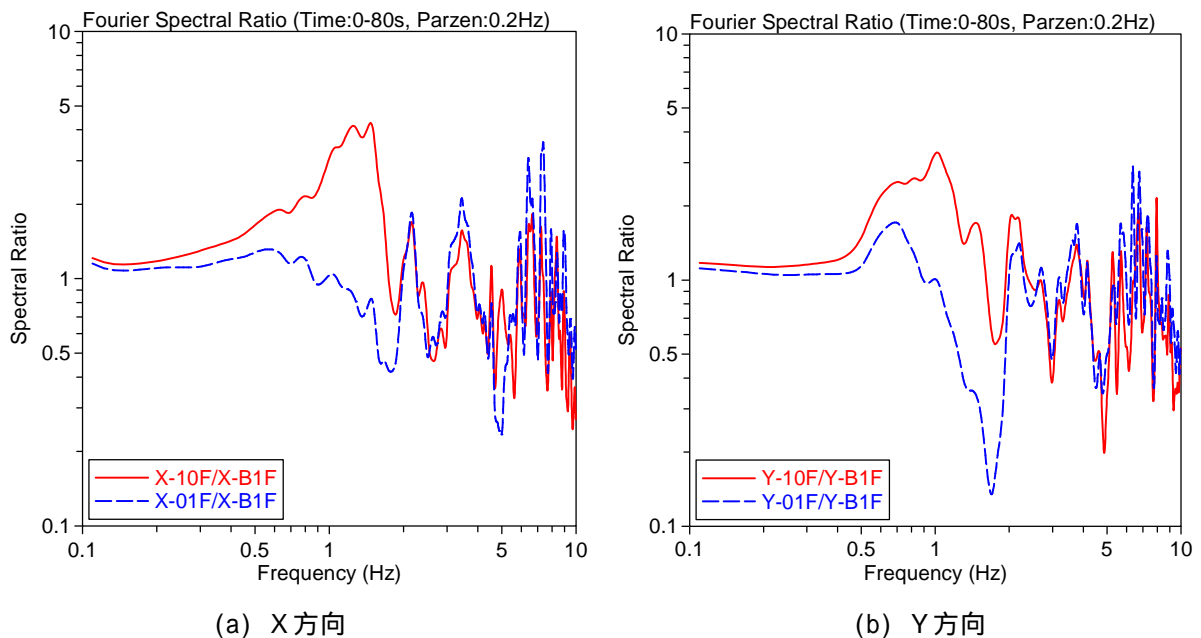 Fourier Spectral Ratio (Time:0-80s, Parzen:0.2Hz)
10
5
1
0.5
0.1
Spectral Ratio
X-10F/X-B1F
X-01F/X-B1F
0.1
0.5
1
5
10
Frequency (Hz)
(a) X方向
Fourier Spectral Ratio (Time:0-80s, Parzen:0.2Hz)
10
5
1
0.5
0.1
Spectral Ratio
Y-10F/Y-B1F
Y-01F/Y-B1F
0.1
0.5
1
5
10
Frequency (Hz)
(b) Y方向